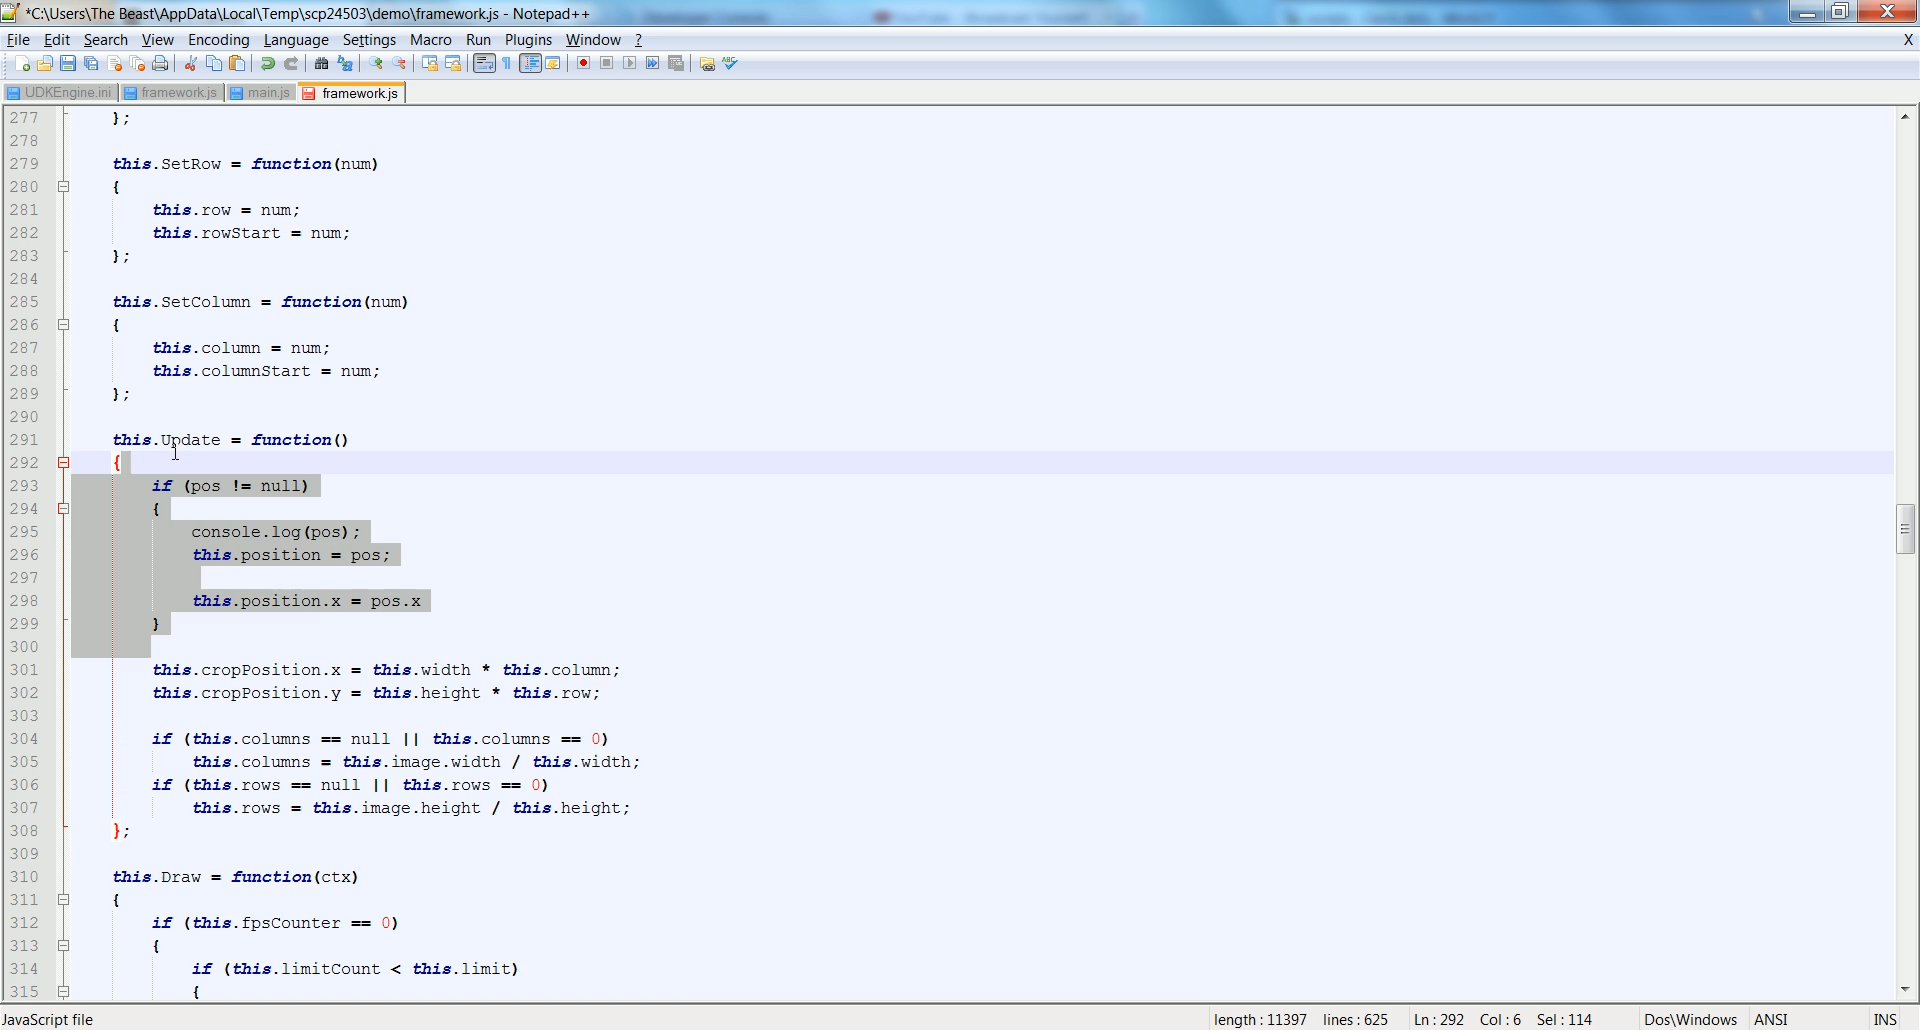 *C:\Users\The Beast\AppData\Local\Temp\scp24503\demo\framework.js - Notepad++
File Edit Search View Encoding Language Settings Macro Run Plugins Window ? X
UDKEngine.ini framework.js main.js framework.js
277 };
278
279 this.SetRow = function(num)
280 {
281 this.row = num;
282 this.rowStart = num;
283 };
284
285 this.SetColumn = function(num)
286 {
287 this.column = num;
288 this.columnStart = num;
289 };
290
291 this.Update = function()
292 {
293 if (pos != null)
294 {
295 console.log(pos);
296 this.position = pos;
297
298 this.position.x = pos.x
299 }
300
301 this.cropPosition.x = this.width * this.column;
302 this.cropPosition.y = this.height * this.row;
303
304 if (this.columns == null || this.columns == 0)
305 this.columns = this.image.width / this.width;
306 if (this.rows == null || this.rows == 0)
307 this.rows = this.image.height / this.height;
308 };
309
310 this.Draw = function(ctx)
311 {
312 if (this.fpsCounter == 0)
313 {
314 if (this.limitCount < this.limit)
315 {
JavaScript file length : 11397 lines : 625 Ln : 292 Col : 6 Sel : 114 Dos\Windows ANSI INS